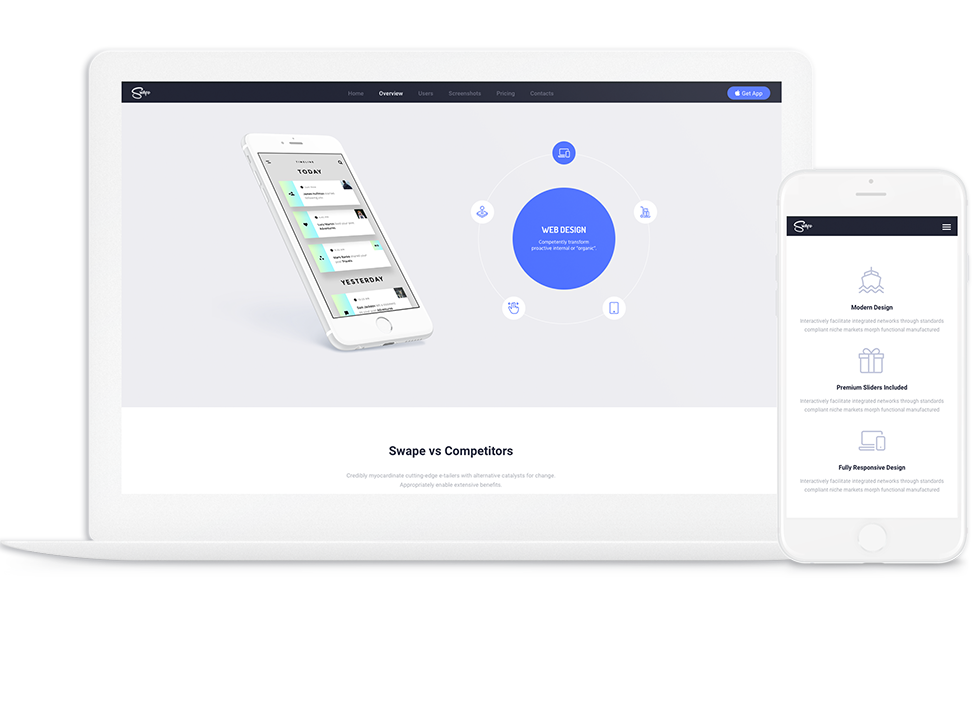 Swape
Home Overview Users Screenshots Pricing Contacts
Get App
TIMELINE
TODAY
YESTERDAY
WEB DESIGN
Competently transform
proactive internal or "organic".
Swape vs Competitors
Credibly myocardinate cutting-edge e-tailers with alternative catalysts for change.
Appropriately enable extensive benefits.
Swape
Modern Design
Interactively facilitate integrated networks through standards
compliant niche markets morph functional manufactured
Premium Sliders Included
Interactively facilitate integrated networks through standards
compliant niche markets morph functional manufactured
Fully Responsive Design
Interactively facilitate integrated networks through standards
compliant niche markets morph functional manufactured